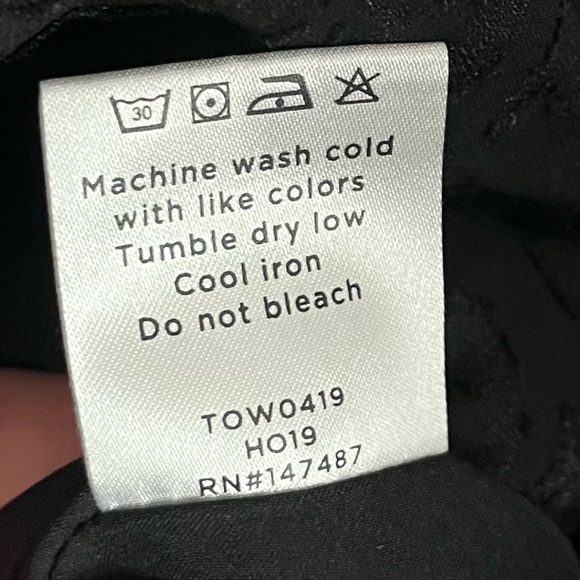 30
Machine wash cold
with like colors
Tumble dry low
Cool iron
Do not bleach
TOW0419
HO19
RN#147487